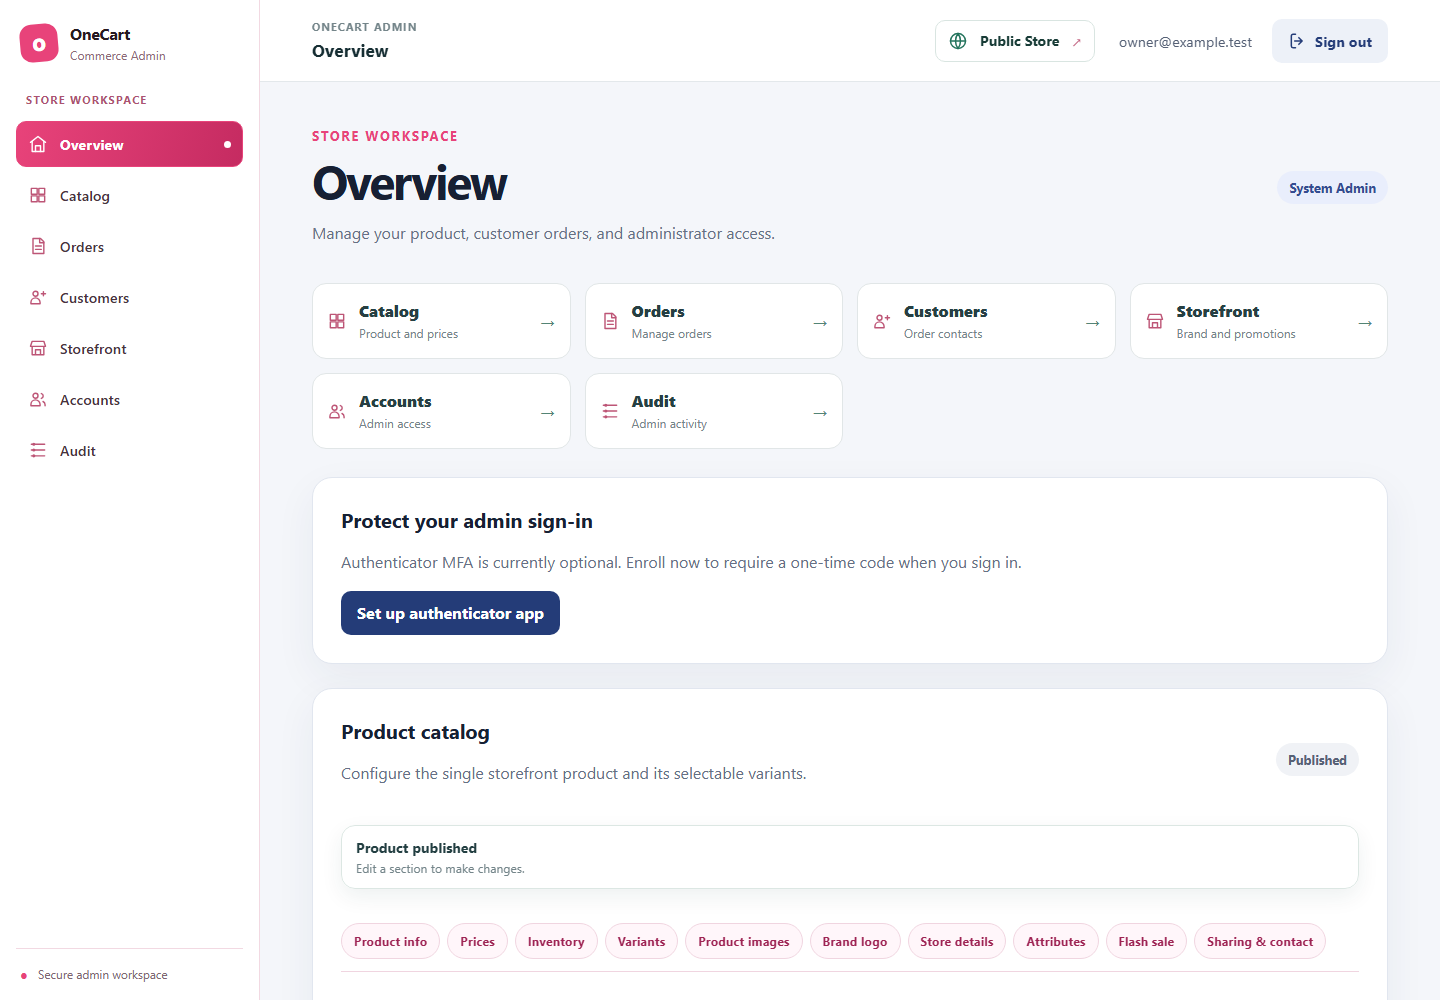 o
OneCart
Commerce Admin
STORE WORKSPACE
Overview
Catalog
Orders
Customers
Storefront
Accounts
Audit
Secure admin workspace
ONECART ADMIN
Overview
Public Store ↗
owner@example.test
Sign out
STORE WORKSPACE
Overview
System Admin
Manage your product, customer orders, and administrator access.
Catalog
Product and prices
→
Orders
Manage orders
→
Customers
Order contacts
→
Storefront
Brand and promotions
→
Accounts
Admin access
→
Audit
Admin activity
→
Protect your admin sign-in
Authenticator MFA is currently optional. Enroll now to require a one-time code when you sign in.
Set up authenticator app
Product catalog
Configure the single storefront product and its selectable variants.
Published
Product published
Edit a section to make changes.
Product info
Prices
Inventory
Variants
Product images
Brand logo
Store details
Attributes
Flash sale
Sharing & contact